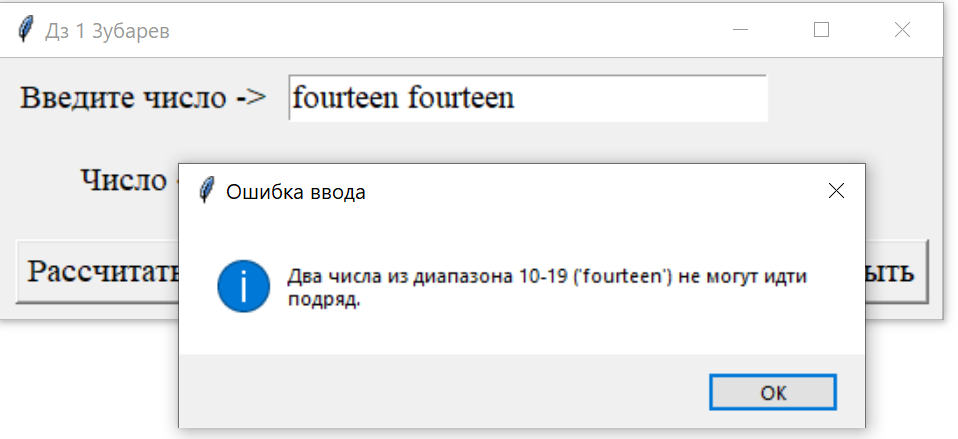 Дз 1 Зубарев
Введите число -> fourteen fourteen
Число
Ошибка ввода
Два числа из диапазона 10-19 ('fourteen') не могут идти
подряд.
Рассчитать
OK